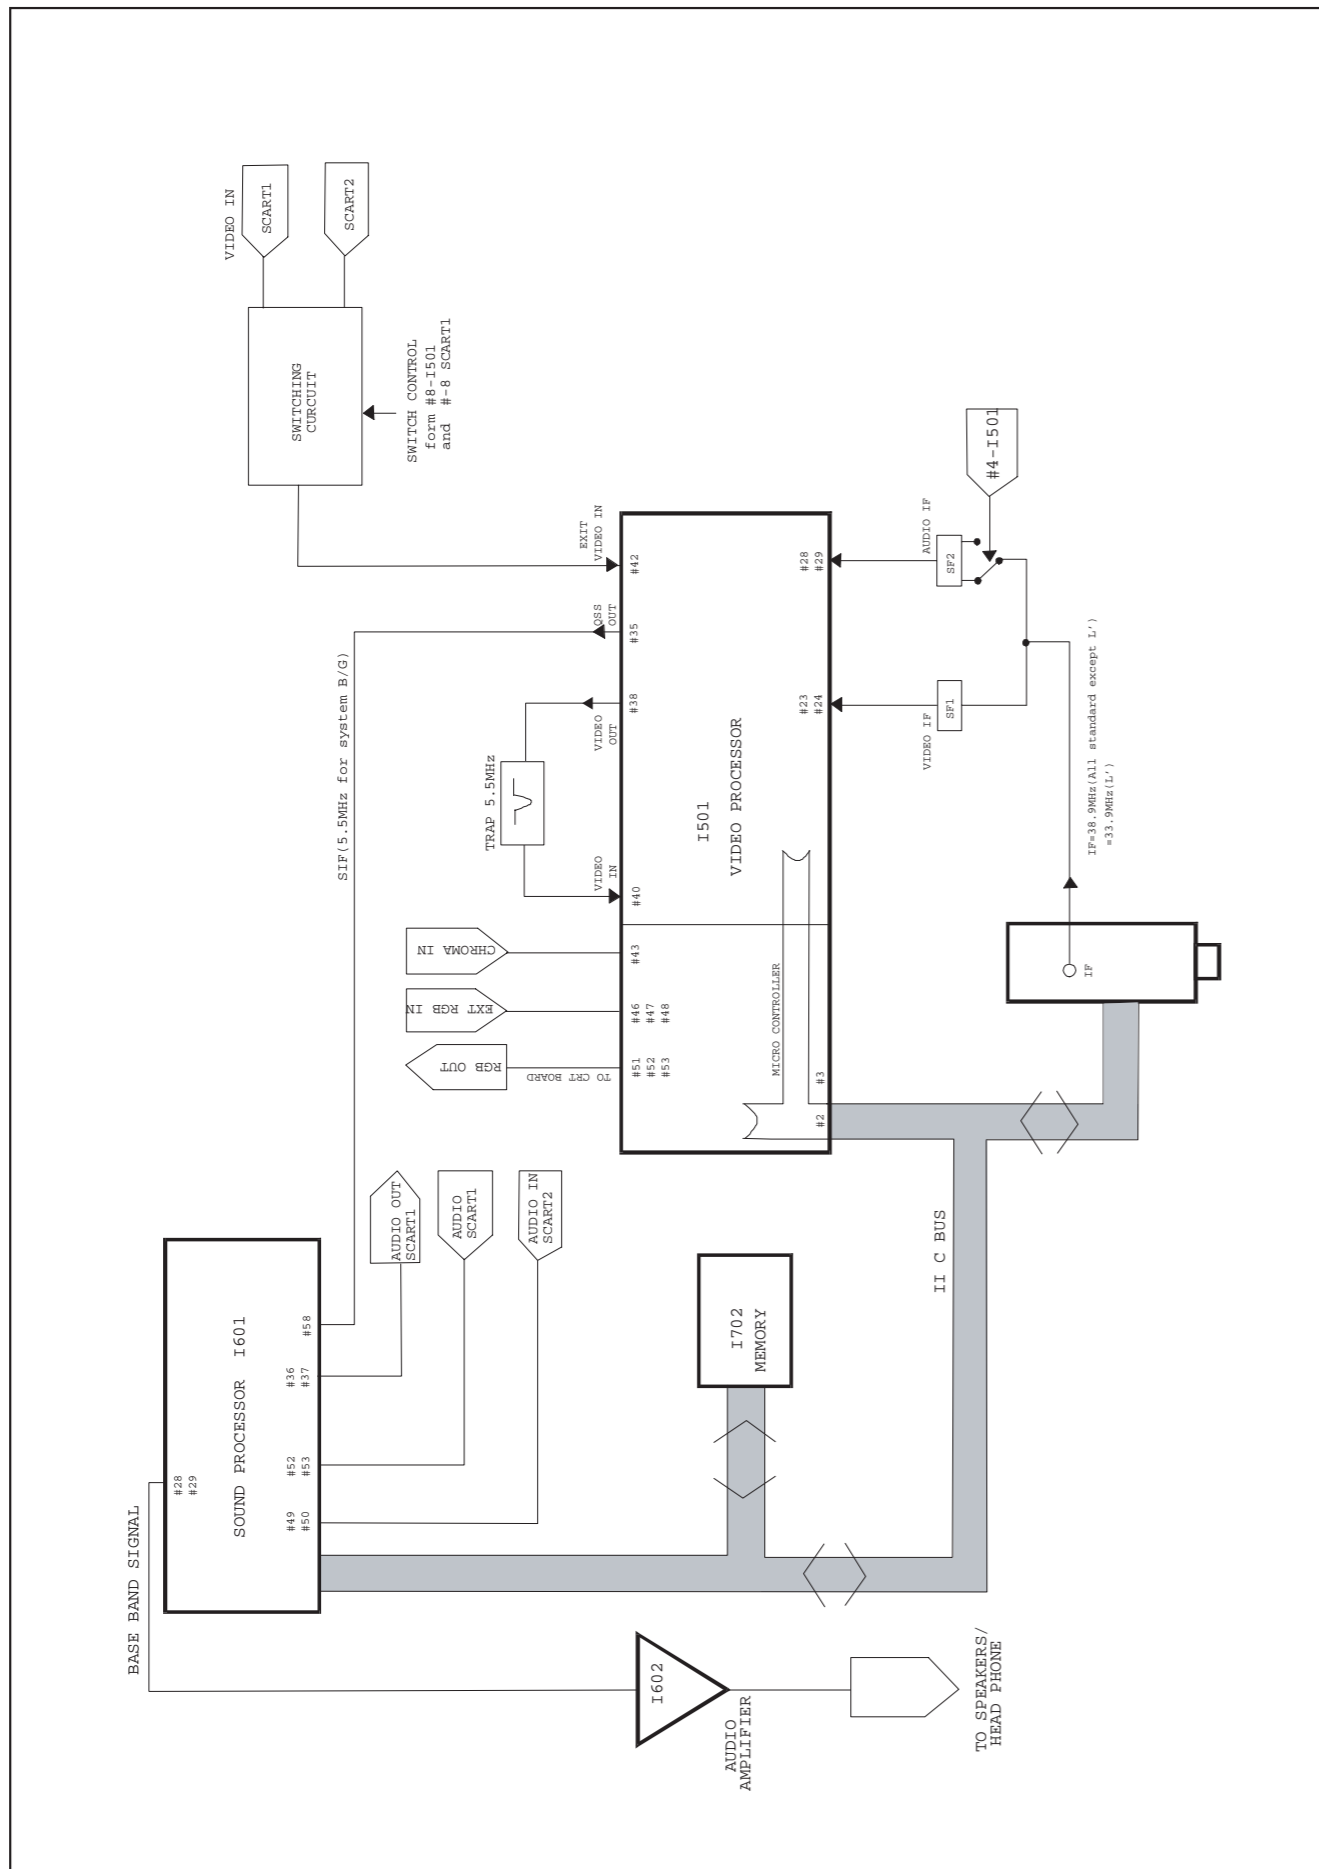 VIDEO IN
SCART1
SCART2
SWITCHING
CURCUIT
SWITCH CONTROL
form #8-I501
and #-8 SCART1
EXIT
VIDEO IN
#42
QSS
OUT
#35
SIF(5.5MHz for system B/G)
VIDEO
OUT
#38
TRAP 5.5MHz
VIDEO
IN
#40
CHROMA IN
#43
EXT RGB IN
#46
#47
#48
RGB OUT
TO CRT BOARD
#51
#52
#53
I501
VIDEO PROCESSOR
MICRO CONTROLLER
#2
#3
#28
#29
#23
#24
AUDIO IF
SF2
#4-I501
VIDEO IF
SF1
IF=38.9MHz(All standard except L')
=33.9MHz(L')
IF
II C BUS
I702
MEMORY
AUDIO OUT
SCART1
AUDIO
SCART1
AUDIO IN
SCART2
SOUND PROCESSOR I601
#58
#36
#37
#52
#53
#49
#50
#28
#29
BASE BAND SIGNAL
I602
AUDIO
AMPLIFIER
TO SPEAKERS/
HEAD PHONE